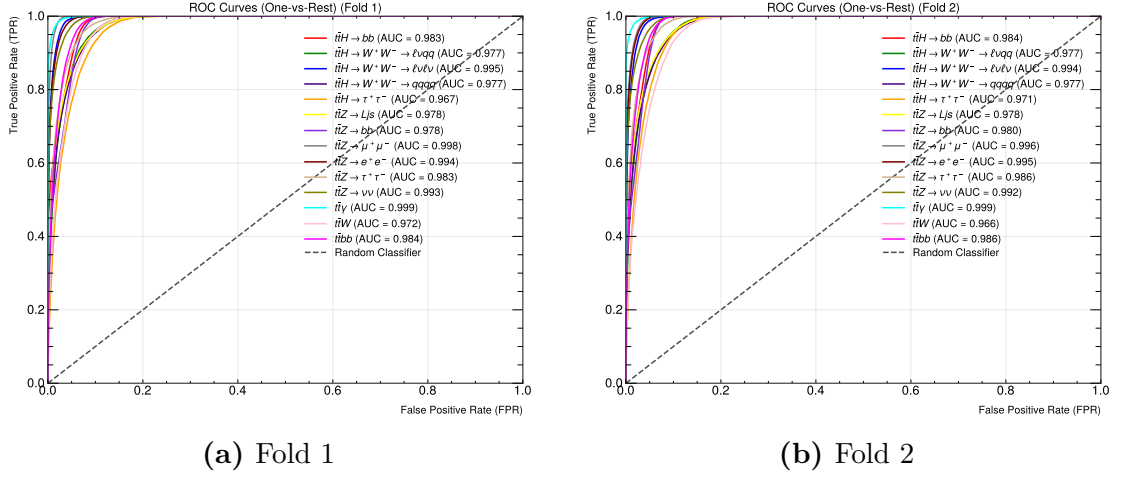 ROC Curves (One-vs-Rest) (Fold 1)
True Positive Rate (TPR)
1.0
0.8
0.6
0.4
0.2
0.0
0.0 0.2 0.4 0.6 0.8 1.0
False Positive Rate (FPR)
tt̄H → bb (AUC = 0.983)
tt̄H → W⁺W⁻ → ℓνqq (AUC = 0.977)
tt̄H → W⁺W⁻ → ℓνℓν (AUC = 0.995)
tt̄H → W⁺W⁻ → qqqq (AUC = 0.977)
tt̄H → τ⁺τ⁻ (AUC = 0.967)
tt̄Z → Ljs (AUC = 0.978)
tt̄Z → bb (AUC = 0.978)
tt̄Z → μ⁺μ⁻ (AUC = 0.998)
tt̄Z → e⁺e⁻ (AUC = 0.994)
tt̄Z → τ⁺τ⁻ (AUC = 0.983)
tt̄Z → νν (AUC = 0.993)
tt̄γ (AUC = 0.999)
tt̄W (AUC = 0.972)
tt̄bb (AUC = 0.984)
Random Classifier
(a) Fold 1
ROC Curves (One-vs-Rest) (Fold 2)
True Positive Rate (TPR)
1.0
0.8
0.6
0.4
0.2
0.0
0.0 0.2 0.4 0.6 0.8 1.0
False Positive Rate (FPR)
tt̄H → bb (AUC = 0.984)
tt̄H → W⁺W⁻ → ℓνqq (AUC = 0.977)
tt̄H → W⁺W⁻ → ℓνℓν (AUC = 0.994)
tt̄H → W⁺W⁻ → qqqq (AUC = 0.977)
tt̄H → τ⁺τ⁻ (AUC = 0.971)
tt̄Z → Ljs (AUC = 0.978)
tt̄Z → bb (AUC = 0.980)
tt̄Z → μ⁺μ⁻ (AUC = 0.996)
tt̄Z → e⁺e⁻ (AUC = 0.995)
tt̄Z → τ⁺τ⁻ (AUC = 0.986)
tt̄Z → νν (AUC = 0.992)
tt̄γ (AUC = 0.999)
tt̄W (AUC = 0.966)
tt̄bb (AUC = 0.986)
Random Classifier
(b) Fold 2